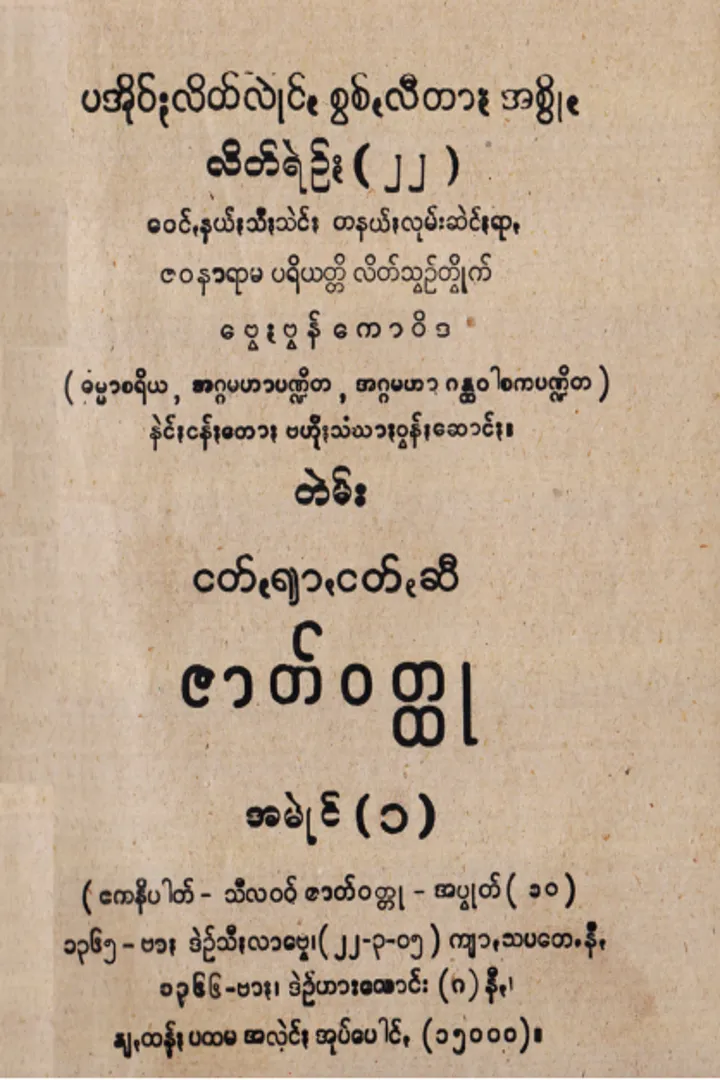 ပအိုဝ်ႏလိတ်လဲုင်ႇ စွစ်ႇလီတာႏ အစွိုႇ
လိတ်ရဲဉ်ႏ ( ၂၂ )
ဝေင်ႇနယ်ႏသီႏသဲင်ႏ တနယ်ႏလုမ်းဆဲင်ႏရာႇ
ဇဝနာရာမ ပရိယတ္တိ လိတ်သွဉ်တွိုက်
ဗွေႏဗွန် ကောဝိဒ
( ဓမ္မာစရိယ , အဂ္ဂမဟာပဏ္ဍိတ , အဂ္ဂမဟာ ဂန္ထဝါစကပဏ္ဍိတ )
နဲင်ႏငန်ႏတောႏ ဗဟိုႏသံဃာႏဝွန်ႏဆောင်ႏ။
တဲမ်း
ငတ်ႇရျာႇငတ်ႇဆီ
ဇာတ်ဝတ္ထု
အမဲုင် ( ၁ )
( ဧကနိပါတ် - သီလဝဂ် ဇာတ်ဝတ္ထု - အပ္ဍုတ် ( ၁၀ )
၁၃၆၅ - ဗာႏ ဒဲဉ်သီႏလာဗွေ၊ ( ၂၂-၃-၀၅ ) ကျာႇသပတေ.နီႇ
၁၃၆၆-ဗာႏ၊ ဒဲဉ်ဟားထောင်း (၈) နီႇ၊
နျႇထန်ႏ ပထမ အလဲင်ႏ အုပ်ပေါင်ႇ (၁၅၀၀၀)။